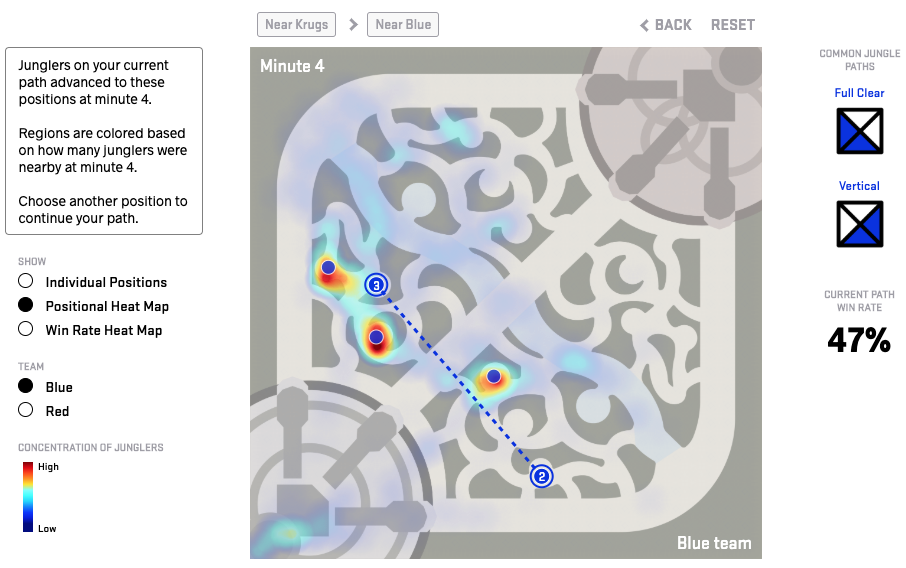 Near Krugs
Near Blue
BACK
RESET
Junglers on your current
path advanced to these
positions at minute 4.
Regions are colored based
on how many junglers were
nearby at minute 4.
Choose another position to
continue your path.
SHOW
Individual Positions
Positional Heat Map
Win Rate Heat Map
TEAM
Blue
Red
CONCENTRATION OF JUNGLERS
High
Low
Minute 4
3
2
Blue team
COMMON JUNGLE
PATHS
Full Clear
Vertical
CURRENT PATH
WIN RATE
47%